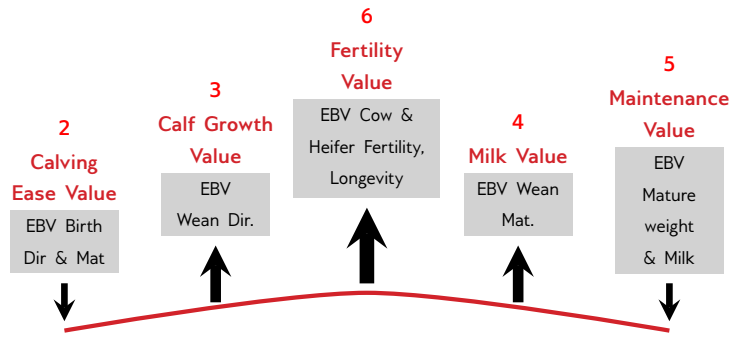 2
Calving
Ease Value
EBV Birth
Dir & Mat
3
Calf Growth
Value
EBV
Wean Dir.
6
Fertility
Value
EBV Cow &
Heifer Fertility,
Longevity
4
Milk Value
EBV Wean
Mat.
5
Maintenance
Value
EBV
Mature
weight
& Milk